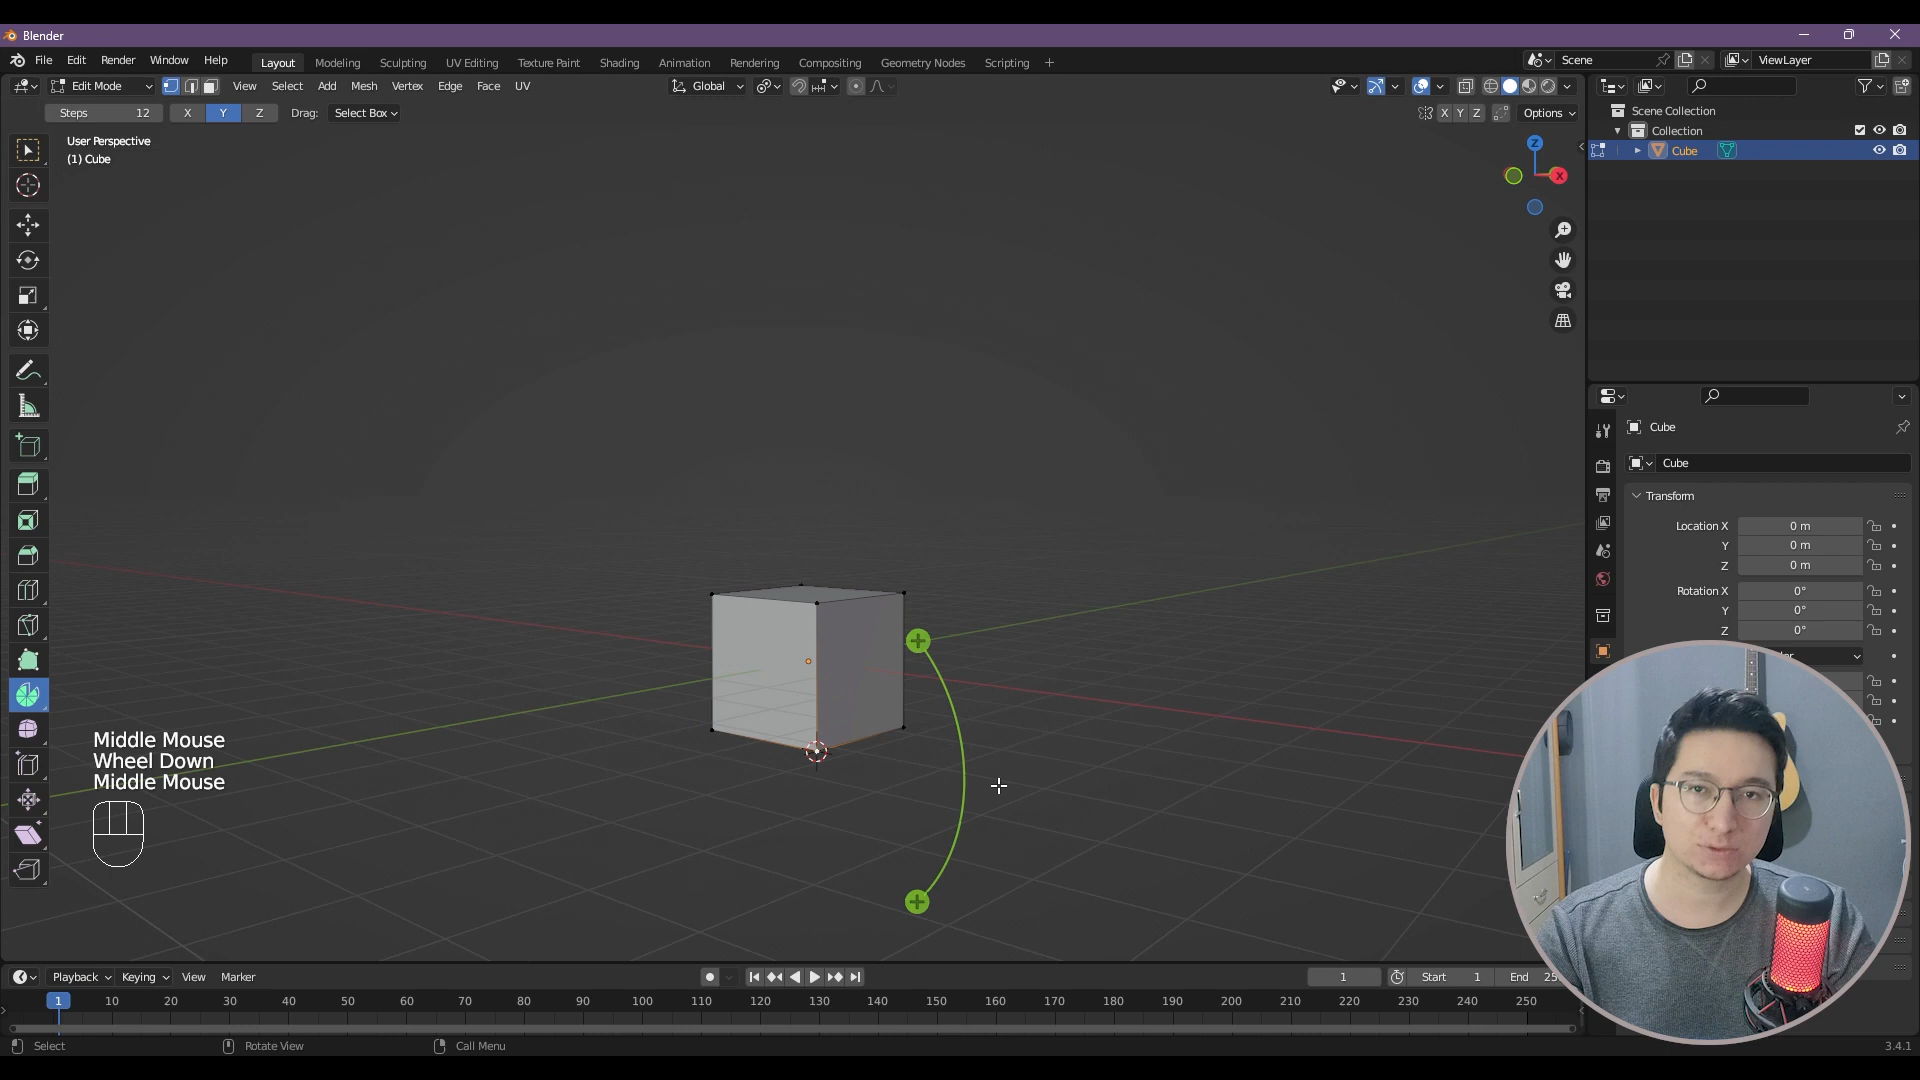 Blender
File Edit Render Window Help Layout Modeling Sculpting UV Editing Texture Paint Shading Animation Rendering Compositing Geometry Nodes Scripting + Scene ViewLayer
Edit Mode View Select Add Mesh Vertex Edge Face UV Global
Steps 12 X Y Z Drag: Select Box X Y Z Options
User Perspective
(1) Cube
Z
X
Scene Collection
Collection
Cube
Cube
Cube
Transform
Location X 0 m
Y 0 m
Z 0 m
Rotation X 0°
Y 0°
Z 0°
Middle Mouse
Wheel Down
Middle Mouse
Playback Keying View Marker 1 Start 1 End
1 10 20 30 40 50 60 70 80 90 100 110 120 130 140 150 160 170 180 190 200 210 220 230 240 250
Select Rotate View Call Menu 3.4.1